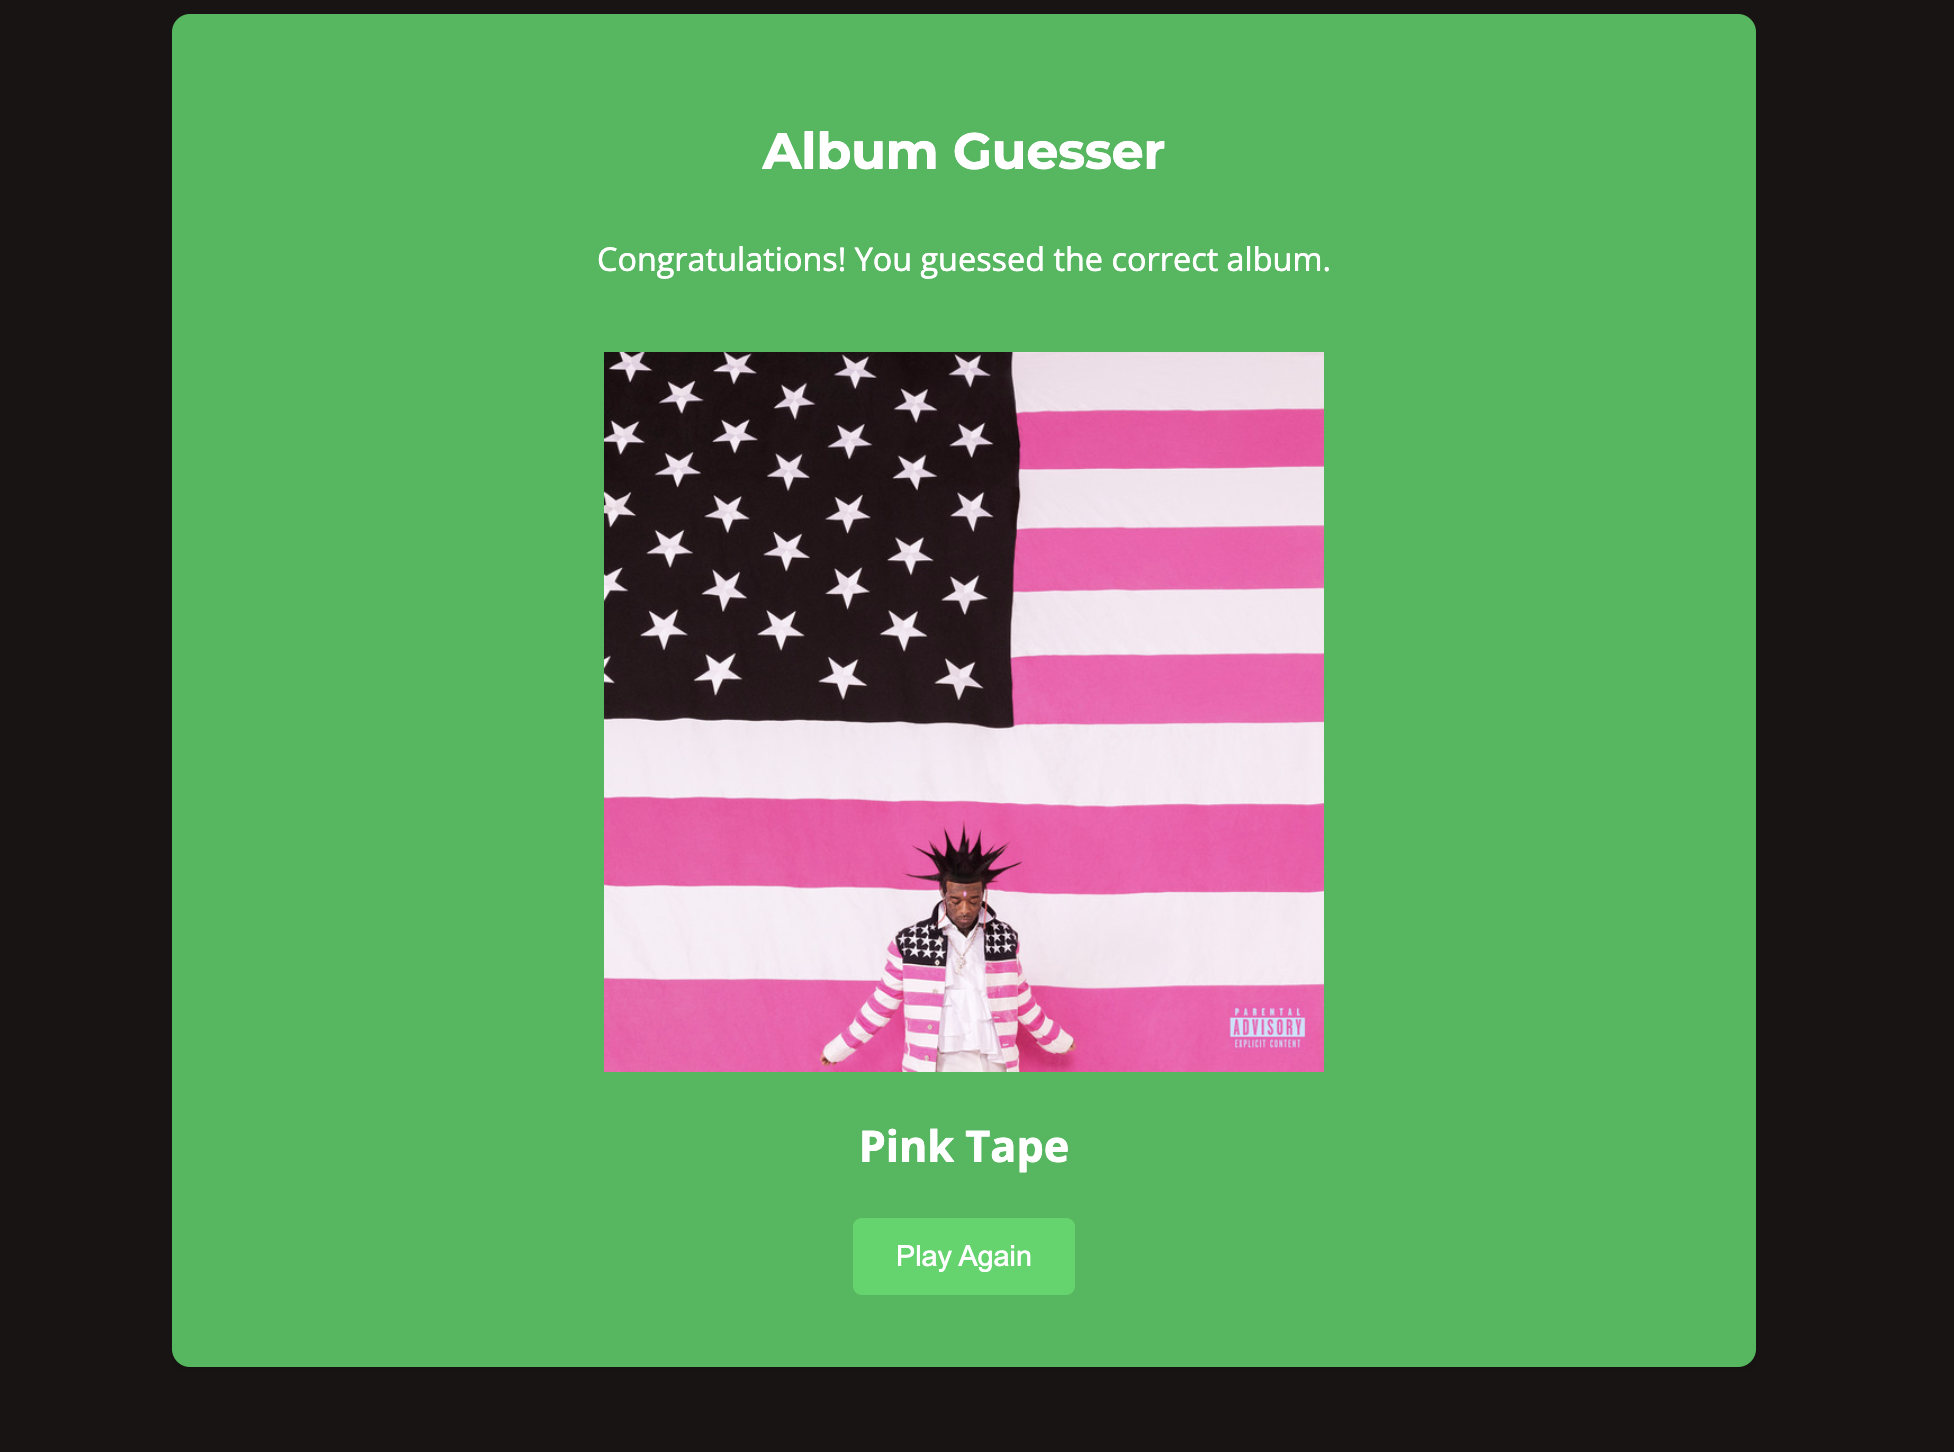 Album Guesser
Congratulations! You guessed the correct album.
PARENTAL
ADVISORY
EXPLICIT CONTENT
Pink Tape
Play Again